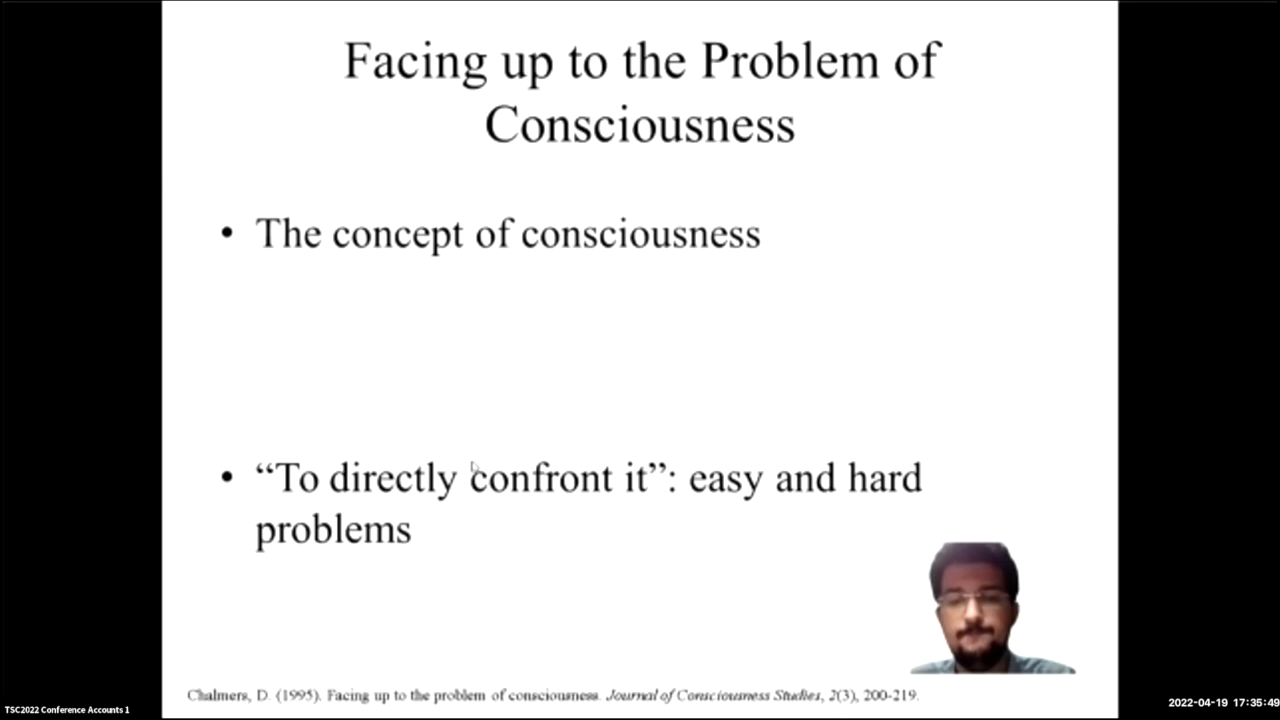 Facing up to the Problem of
Consciousness
• The concept of consciousness
• “To directly confront it”: easy and hard
problems
Chalmers, D. (1995). Facing up to the problem of consciousness. Journal of Consciousness Studies, 2(3), 200-219.
TSC2022 Conference Accounts 1
2022-04-19 17:35:49